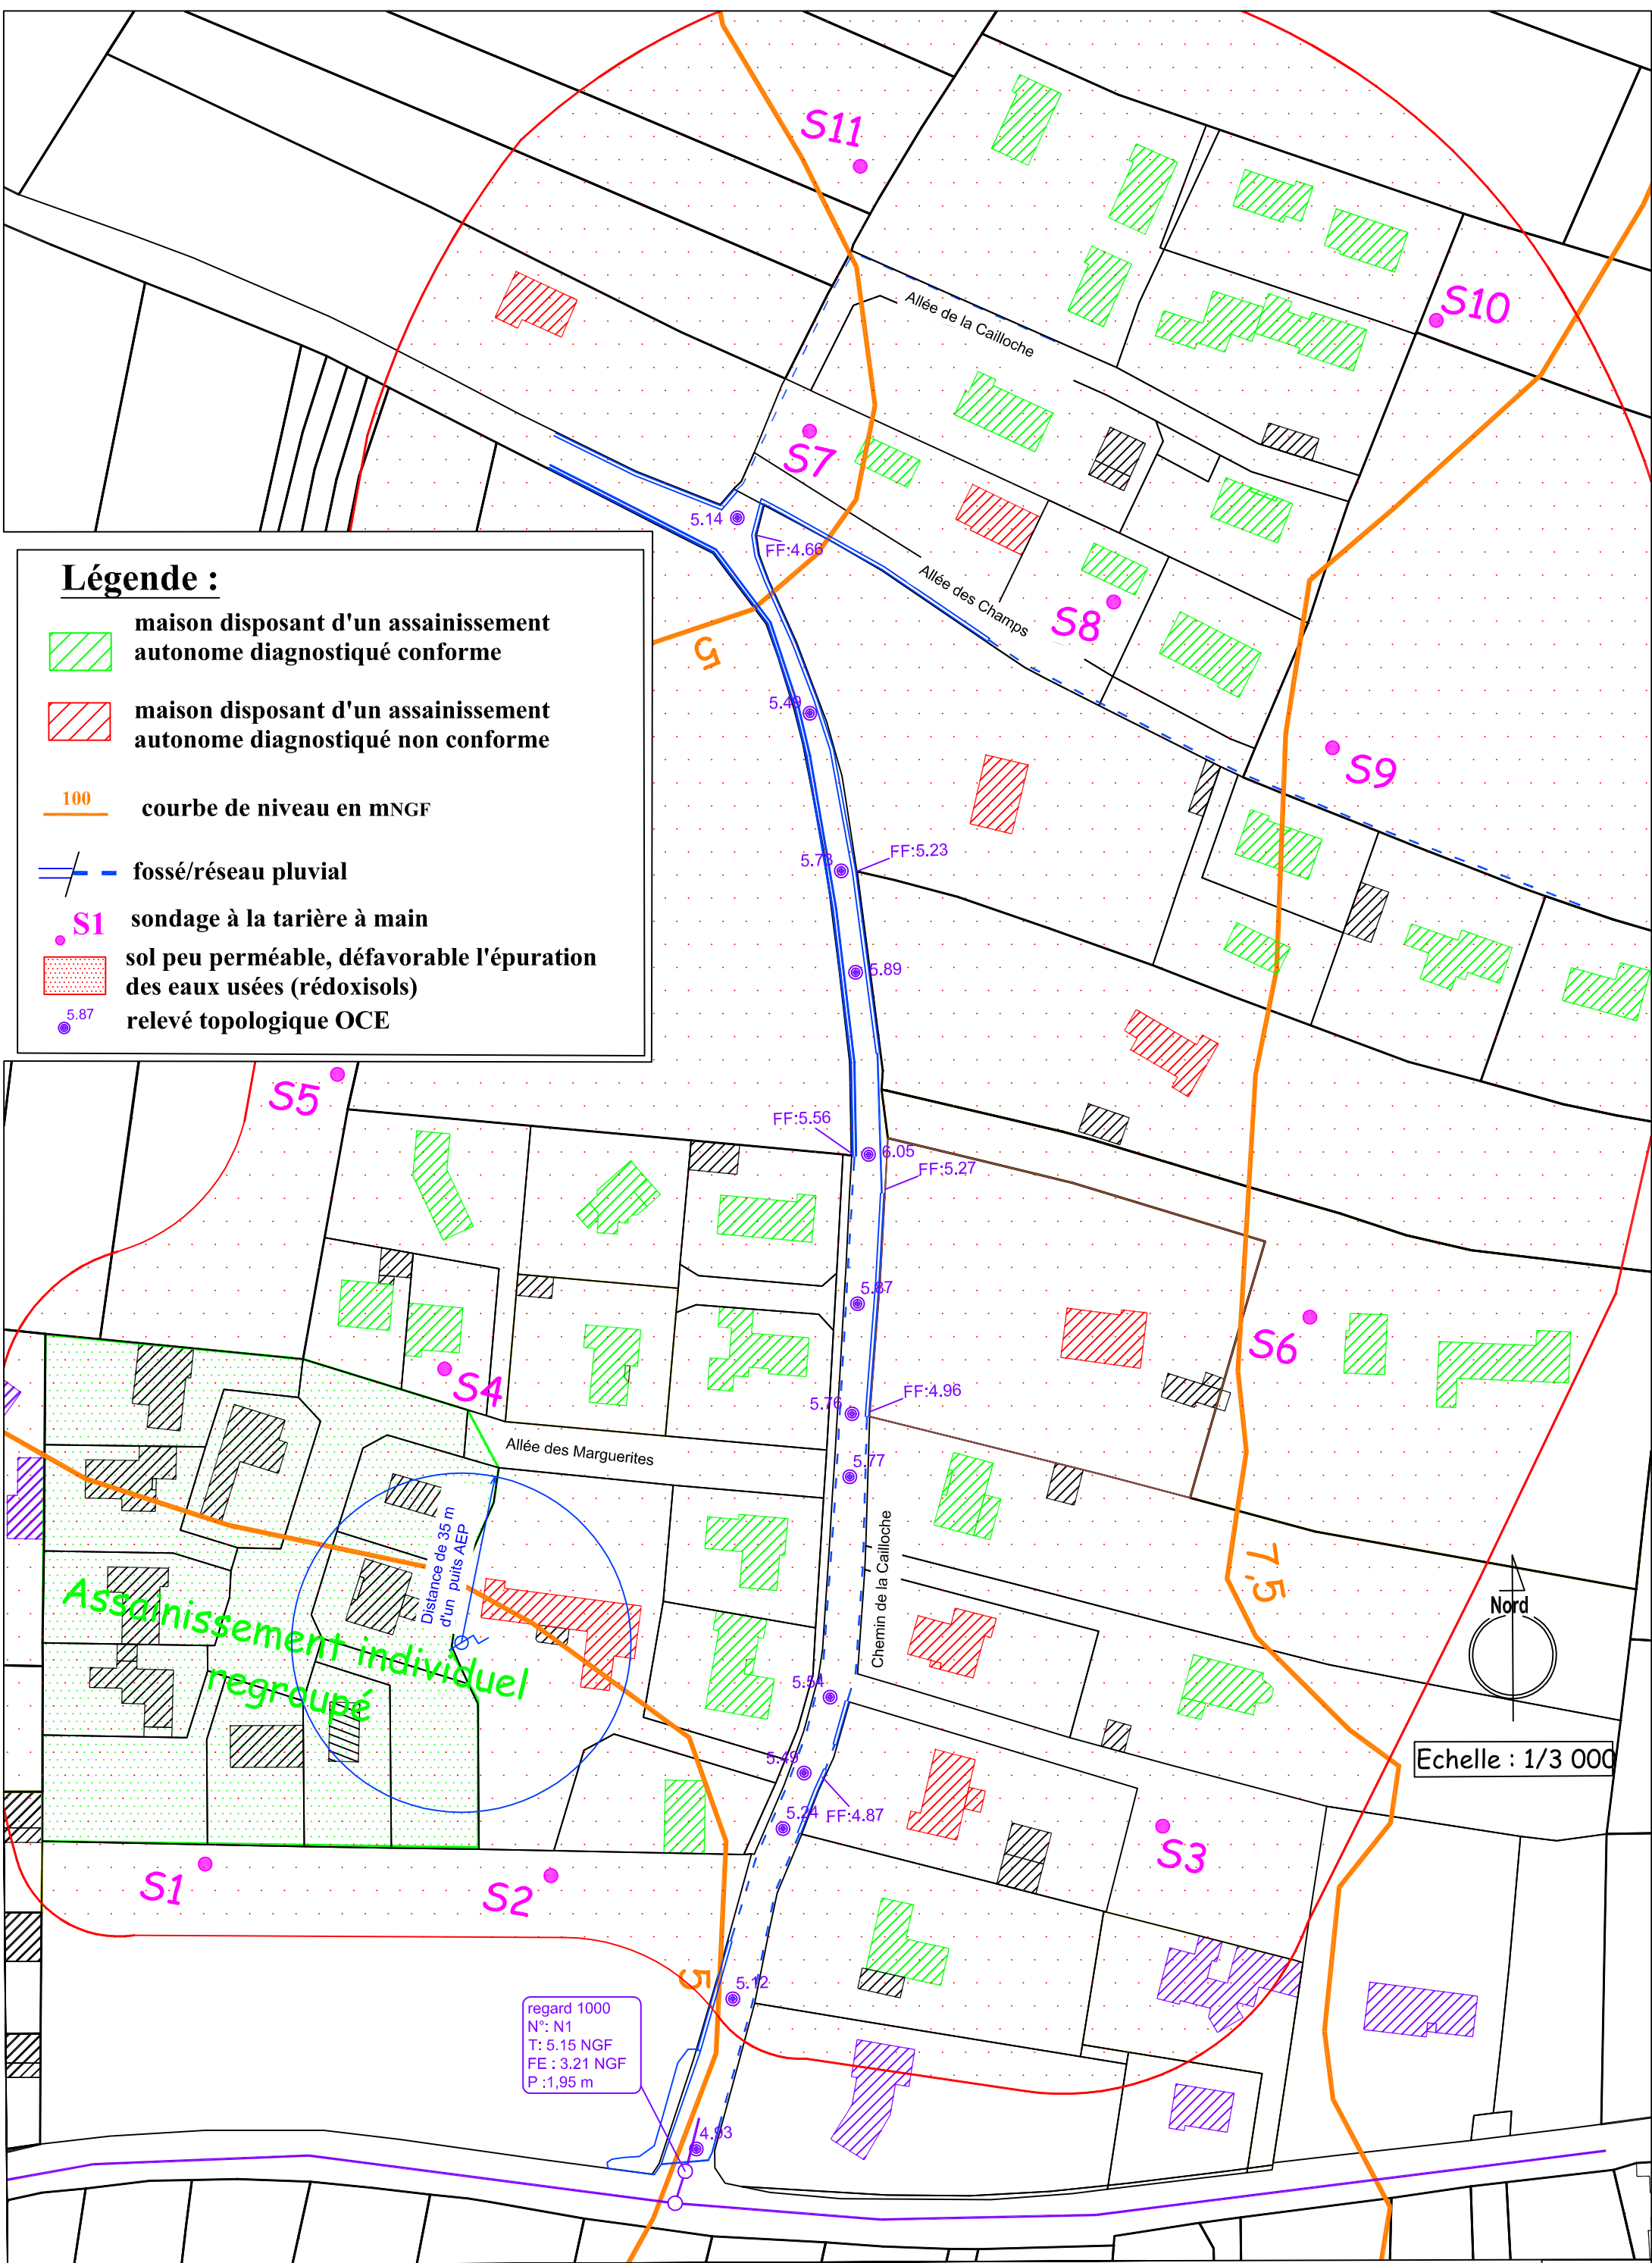 S11
S10
Allée de la Cailloche
S7
5.14
FF:4.66
Allée des Champs
S8
5
5.49
S9
Légende :
maison disposant d'un assainissement
autonome diagnostiqué conforme
maison disposant d'un assainissement
autonome diagnostiqué non conforme
100
courbe de niveau en mNGF
fossé/réseau pluvial
S1
sondage à la tarière à main
sol peu perméable, défavorable l'épuration
des eaux usées (rédoxisols)
5.87
relevé topologique OCE
FF:5.23
5.89
S5
FF:5.56
6.05
FF:5.27
5.87
S6
S4
FF:4.96
5.76
Allée des Marguerites
5.77
Distance de 35 m
d'un puits AEP
Chemin de la Cailloche
7,5
Nord
Assainissement individuel
regroupé
5.54
Echelle : 1/3 000
5.49
5.24
FF:4.87
S3
S1
S2
5
5.12
regard 1000
N°: N1
T: 5.15 NGF
FE : 3.21 NGF
P :1,95 m
4.93